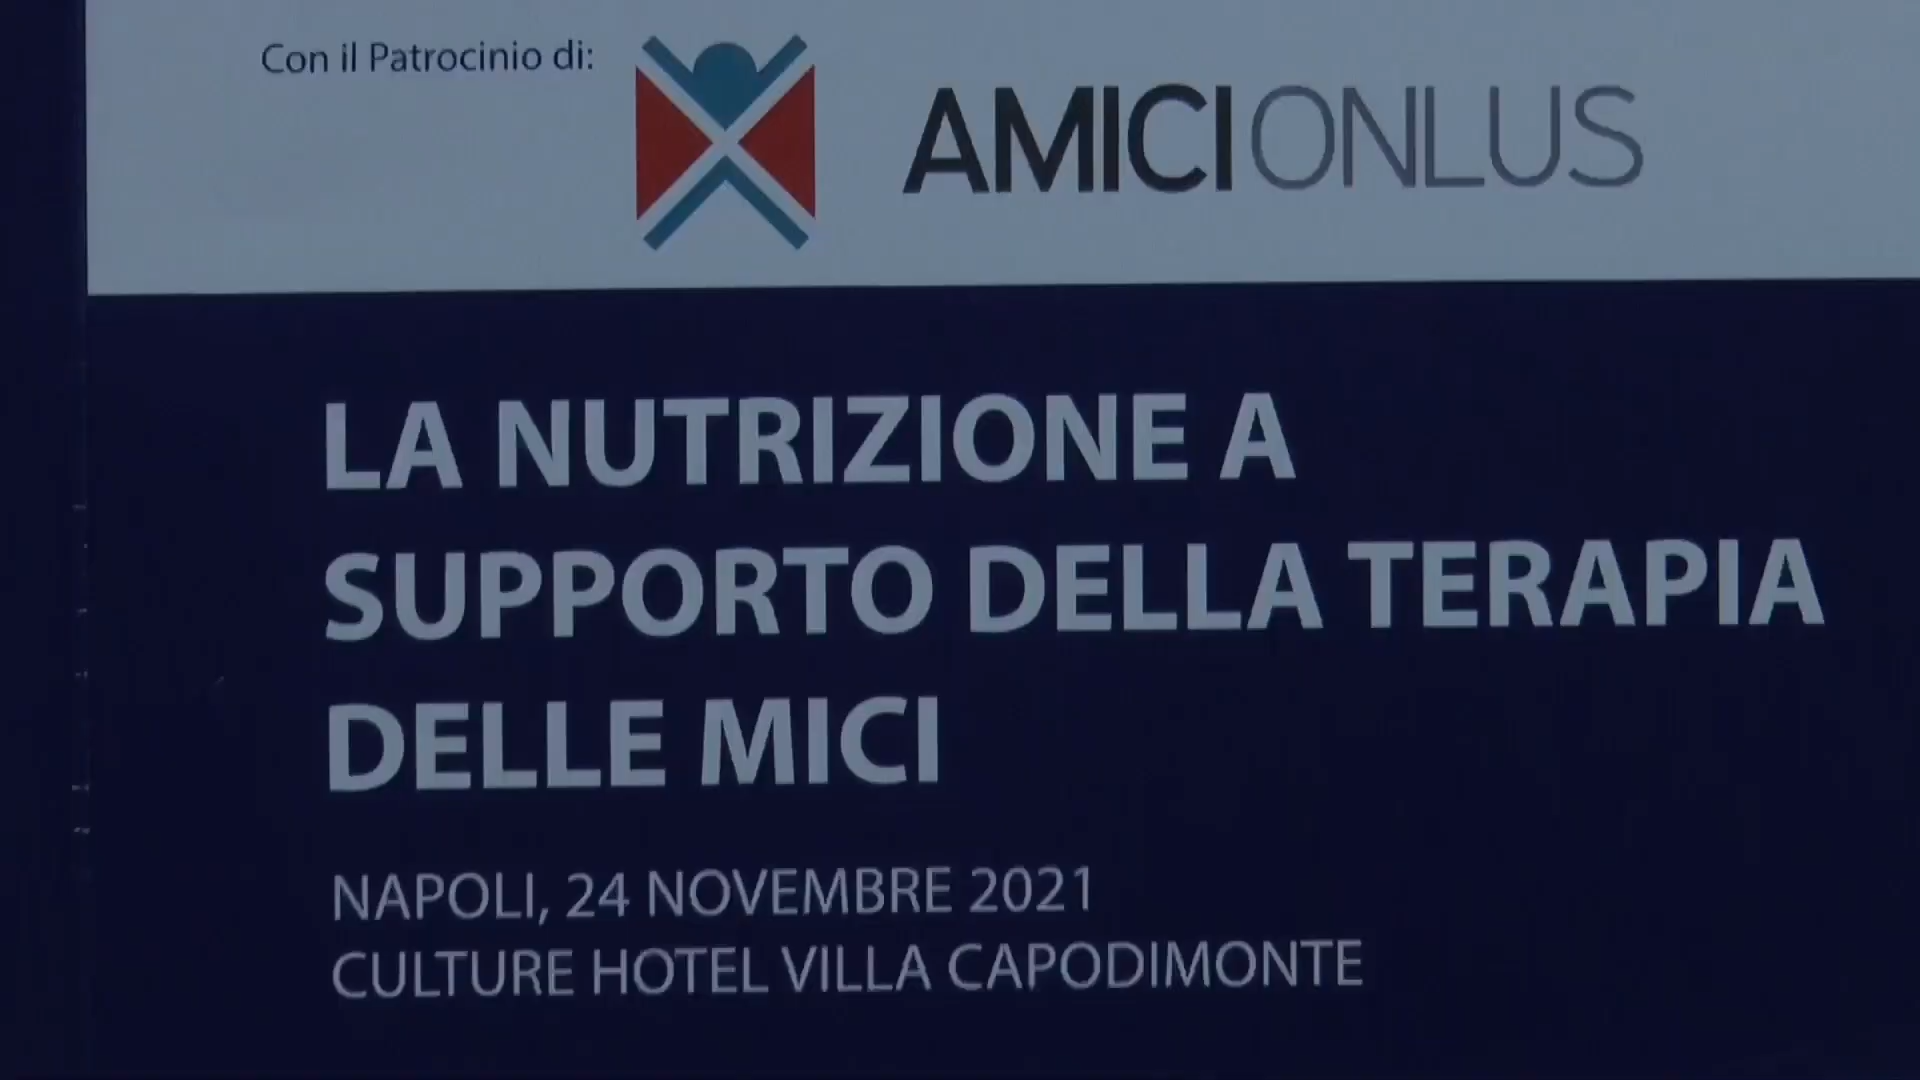 Con il Patrocinio di:
AMICI ONLUS
LA NUTRIZIONE A
SUPPORTO DELLA TERAPIA
DELLE MICI
NAPOLI, 24 NOVEMBRE 2021
CULTURE HOTEL VILLA CAPODIMONTE